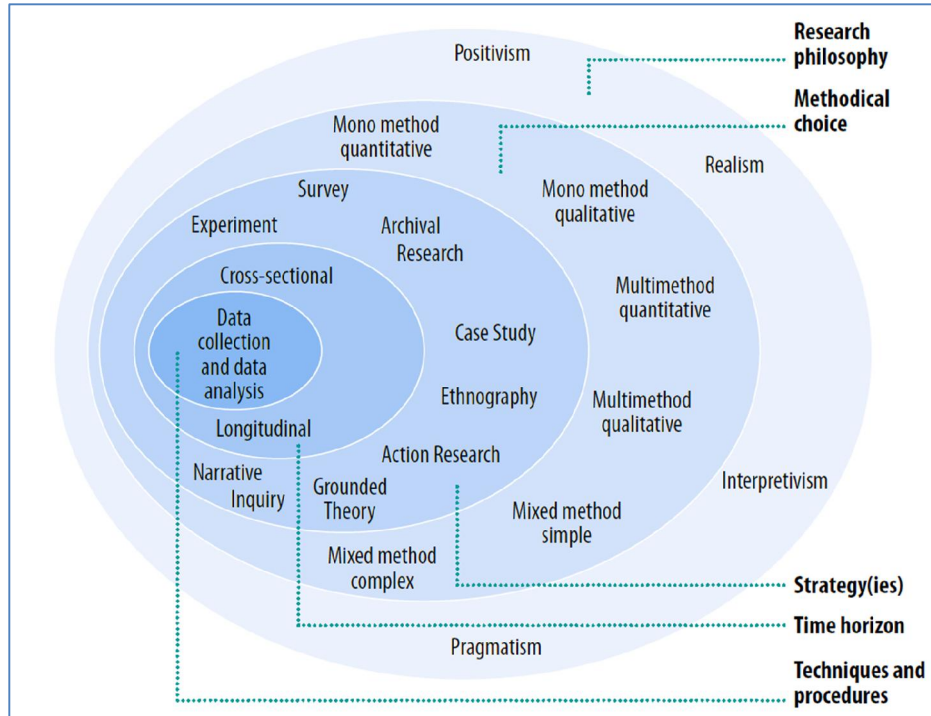 Positivism
Research
philosophy
Methodical
choice
Mono method
quantitative
Realism
Survey
Mono method
qualitative
Experiment
Archival
Research
Cross-sectional
Multimethod
quantitative
Data
collection
and data
analysis
Case Study
Ethnography
Multimethod
qualitative
Longitudinal
Action Research
Narrative
Inquiry
Grounded
Theory
Interpretivism
Mixed method
simple
Mixed method
complex
Strategy(ies)
Time horizon
Pragmatism
Techniques and
procedures